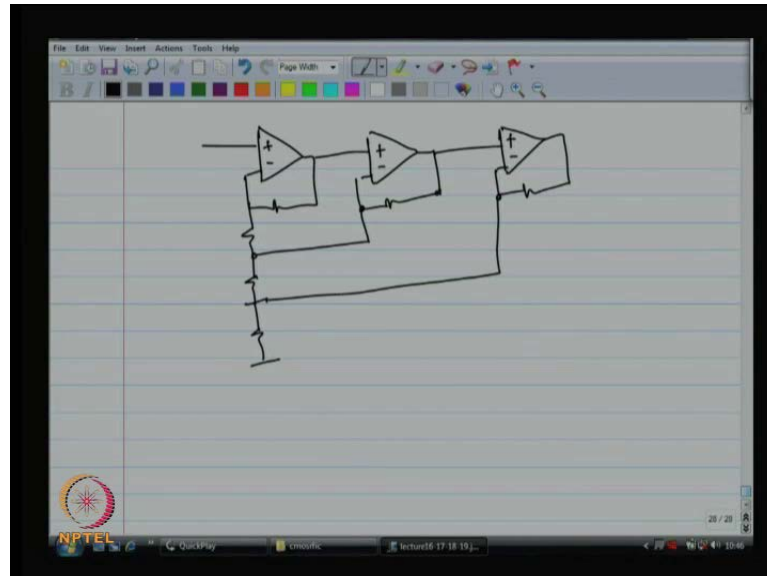 File Edit View Insert Actions Tools Help
Page Width
B I
+ + +
- - -
28 / 28
NPTEL
QuickPlay cmosrfic lecture16-17-18-19.j... 10:46